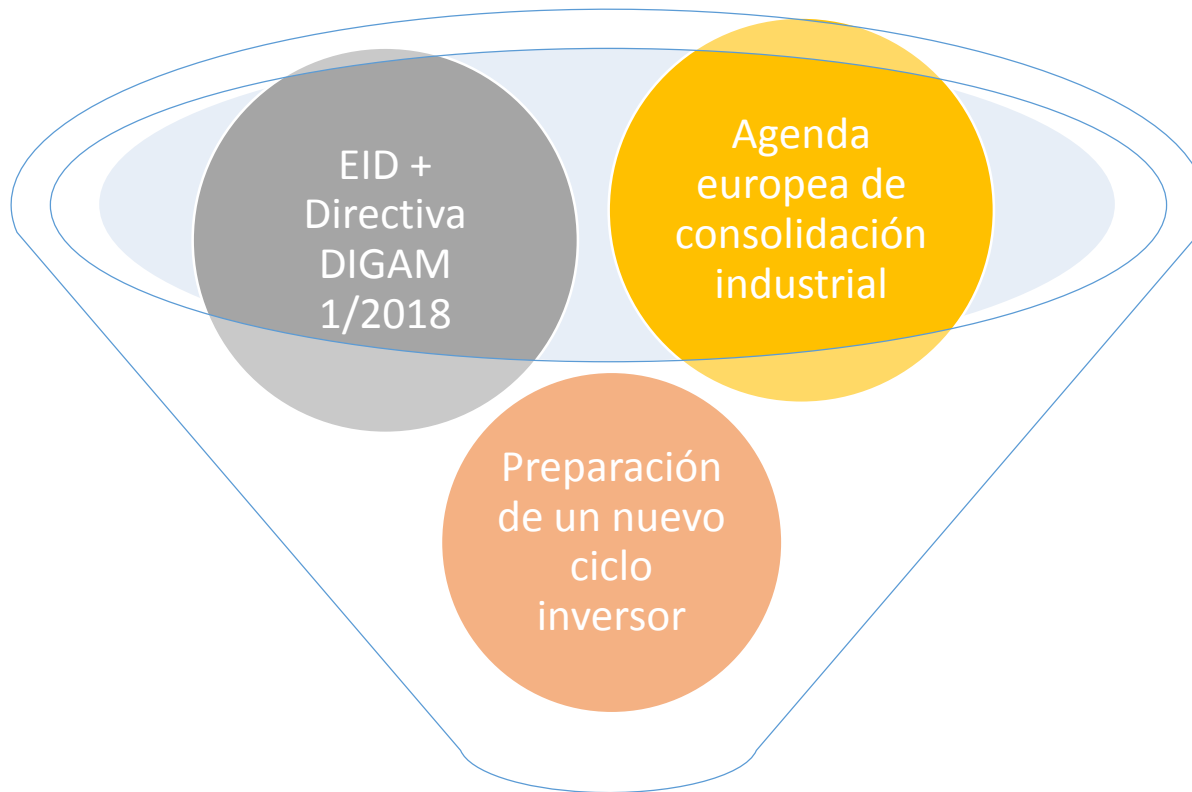 EID +
Directiva
DIGAM
1/2018
Agenda
europea de
consolidación
industrial
Preparación
de un nuevo
ciclo
inversor